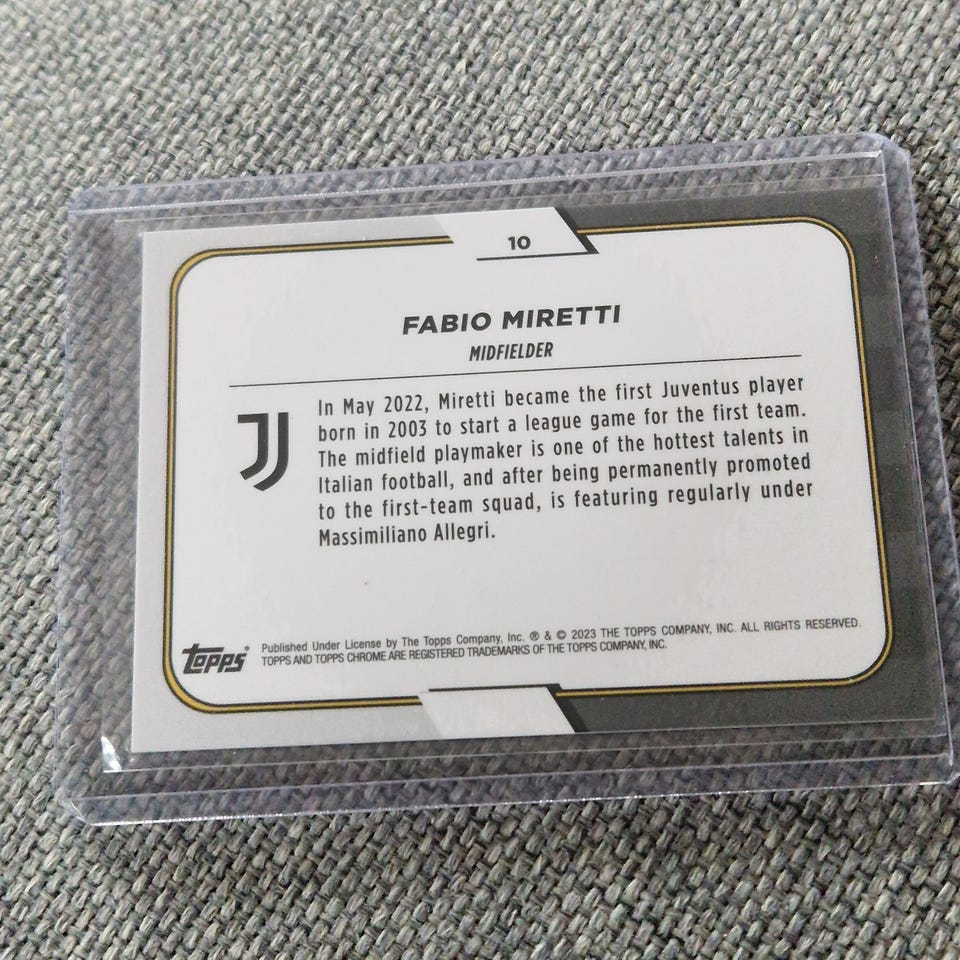 10
FABIO MIRETTI
MIDFIELDER
In May 2022, Miretti became the first Juventus player
born in 2003 to start a league game for the first team.
The midfield playmaker is one of the hottest talents in
Italian football, and after being permanently promoted
to the first-team squad, is featuring regularly under
Massimiliano Allegri.
topps®
Published Under License by The Topps Company, Inc. ® & © 2023 THE TOPPS COMPANY, INC. ALL RIGHTS RESERVED.
TOPPS AND TOPPS CHROME ARE REGISTERED TRADEMARKS OF THE TOPPS COMPANY, INC.